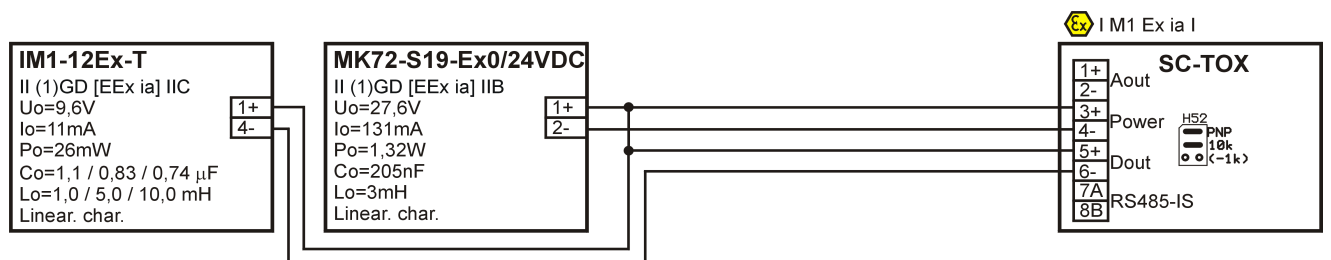 Ex I M1 Ex ia I
IM1-12Ex-T
II (1)GD [EEx ia] IIC
Uo=9,6V
Io=11mA
Po=26mW
Co=1,1 / 0,83 / 0,74 μF
Lo=1,0 / 5,0 / 10,0 mH
Linear. char.
1+
4-
MK72-S19-Ex0/24VDC
II (1)GD [EEx ia] IIB
Uo=27,6V
Io=131mA
Po=1,32W
Co=205nF
Lo=3mH
Linear. char.
1+
2-
SC-TOX
1+
2-
Aout
3+
4-
Power
5+
6-
Dout
7A
8B
RS485-IS
H52
PNP
10k
(-1k)